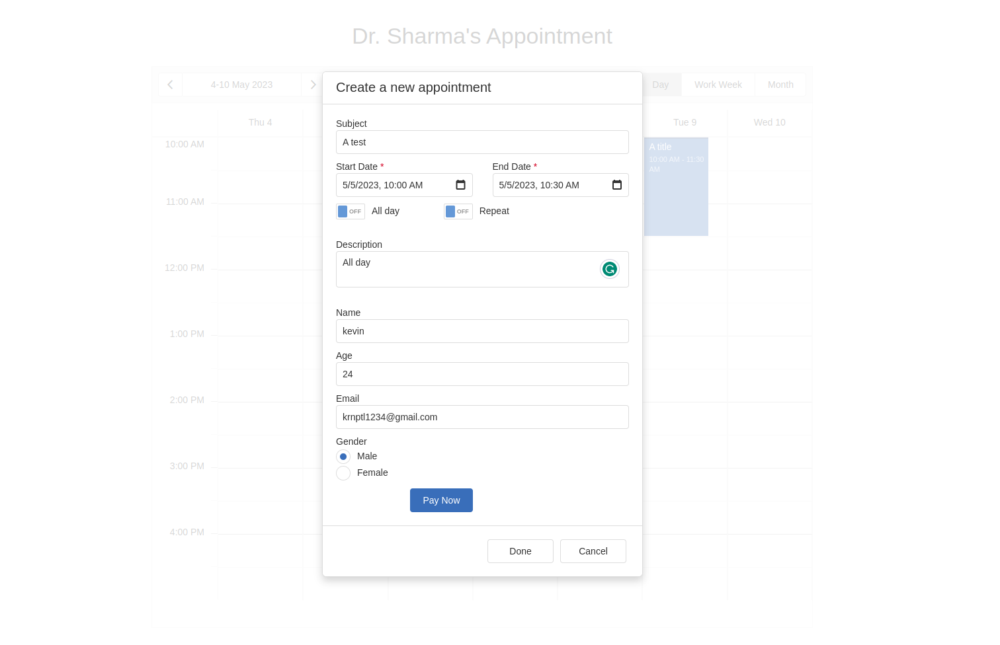 Dr. Sharma's Appointment
4-10 May 2023
Day
Work Week
Month
Thu 4
Tue 9
Wed 10
10:00 AM
11:00 AM
12:00 PM
1:00 PM
2:00 PM
3:00 PM
4:00 PM
A title
10:00 AM - 11:30
AM
Create a new appointment
Subject
A test
Start Date *
End Date *
5/5/2023, 10:00 AM
5/5/2023, 10:30 AM
OFF
All day
OFF
Repeat
Description
All day
Name
kevin
Age
24
Email
krnptl1234@gmail.com
Gender
Male
Female
Pay Now
Done
Cancel